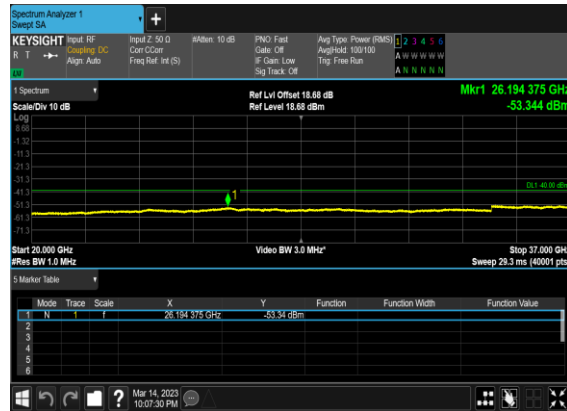 Spectrum Analyzer 1
Swept SA
+
KEYSIGHT Input: RF Input Z: 50 Ω #Atten: 10 dB PNO: Fast Avg Type: Power (RMS) 1 2 3 4 5 6
R T Coupling: DC Corr CCorr Gate: Off Avg|Hold: 100/100 A W W W W W
Align: Auto Freq Ref: Int (S) IF Gain: Low Trig: Free Run A N N N N N
Sig Track: Off
1 Spectrum Ref Lvl Offset 18.68 dB Mkr1 26.194 375 GHz
Scale/Div 10 dB Ref Level 18.68 dBm -53.344 dBm
Log
8.68
-1.32
-11.3
-21.3
-31.3
DL1 -40.00 dBm
-41.3
1
-51.3
-61.3
-71.3
Start 20.000 GHz Video BW 3.0 MHz* Stop 37.000 GHz
#Res BW 1.0 MHz Sweep 29.3 ms (40001 pts)
5 Marker Table
Mode Trace Scale X Y Function Function Width Function Value
1 N 1 f 26.194 375 GHz -53.34 dBm
2
3
4
5
6
? Mar 14, 2023
10:07:30 PM